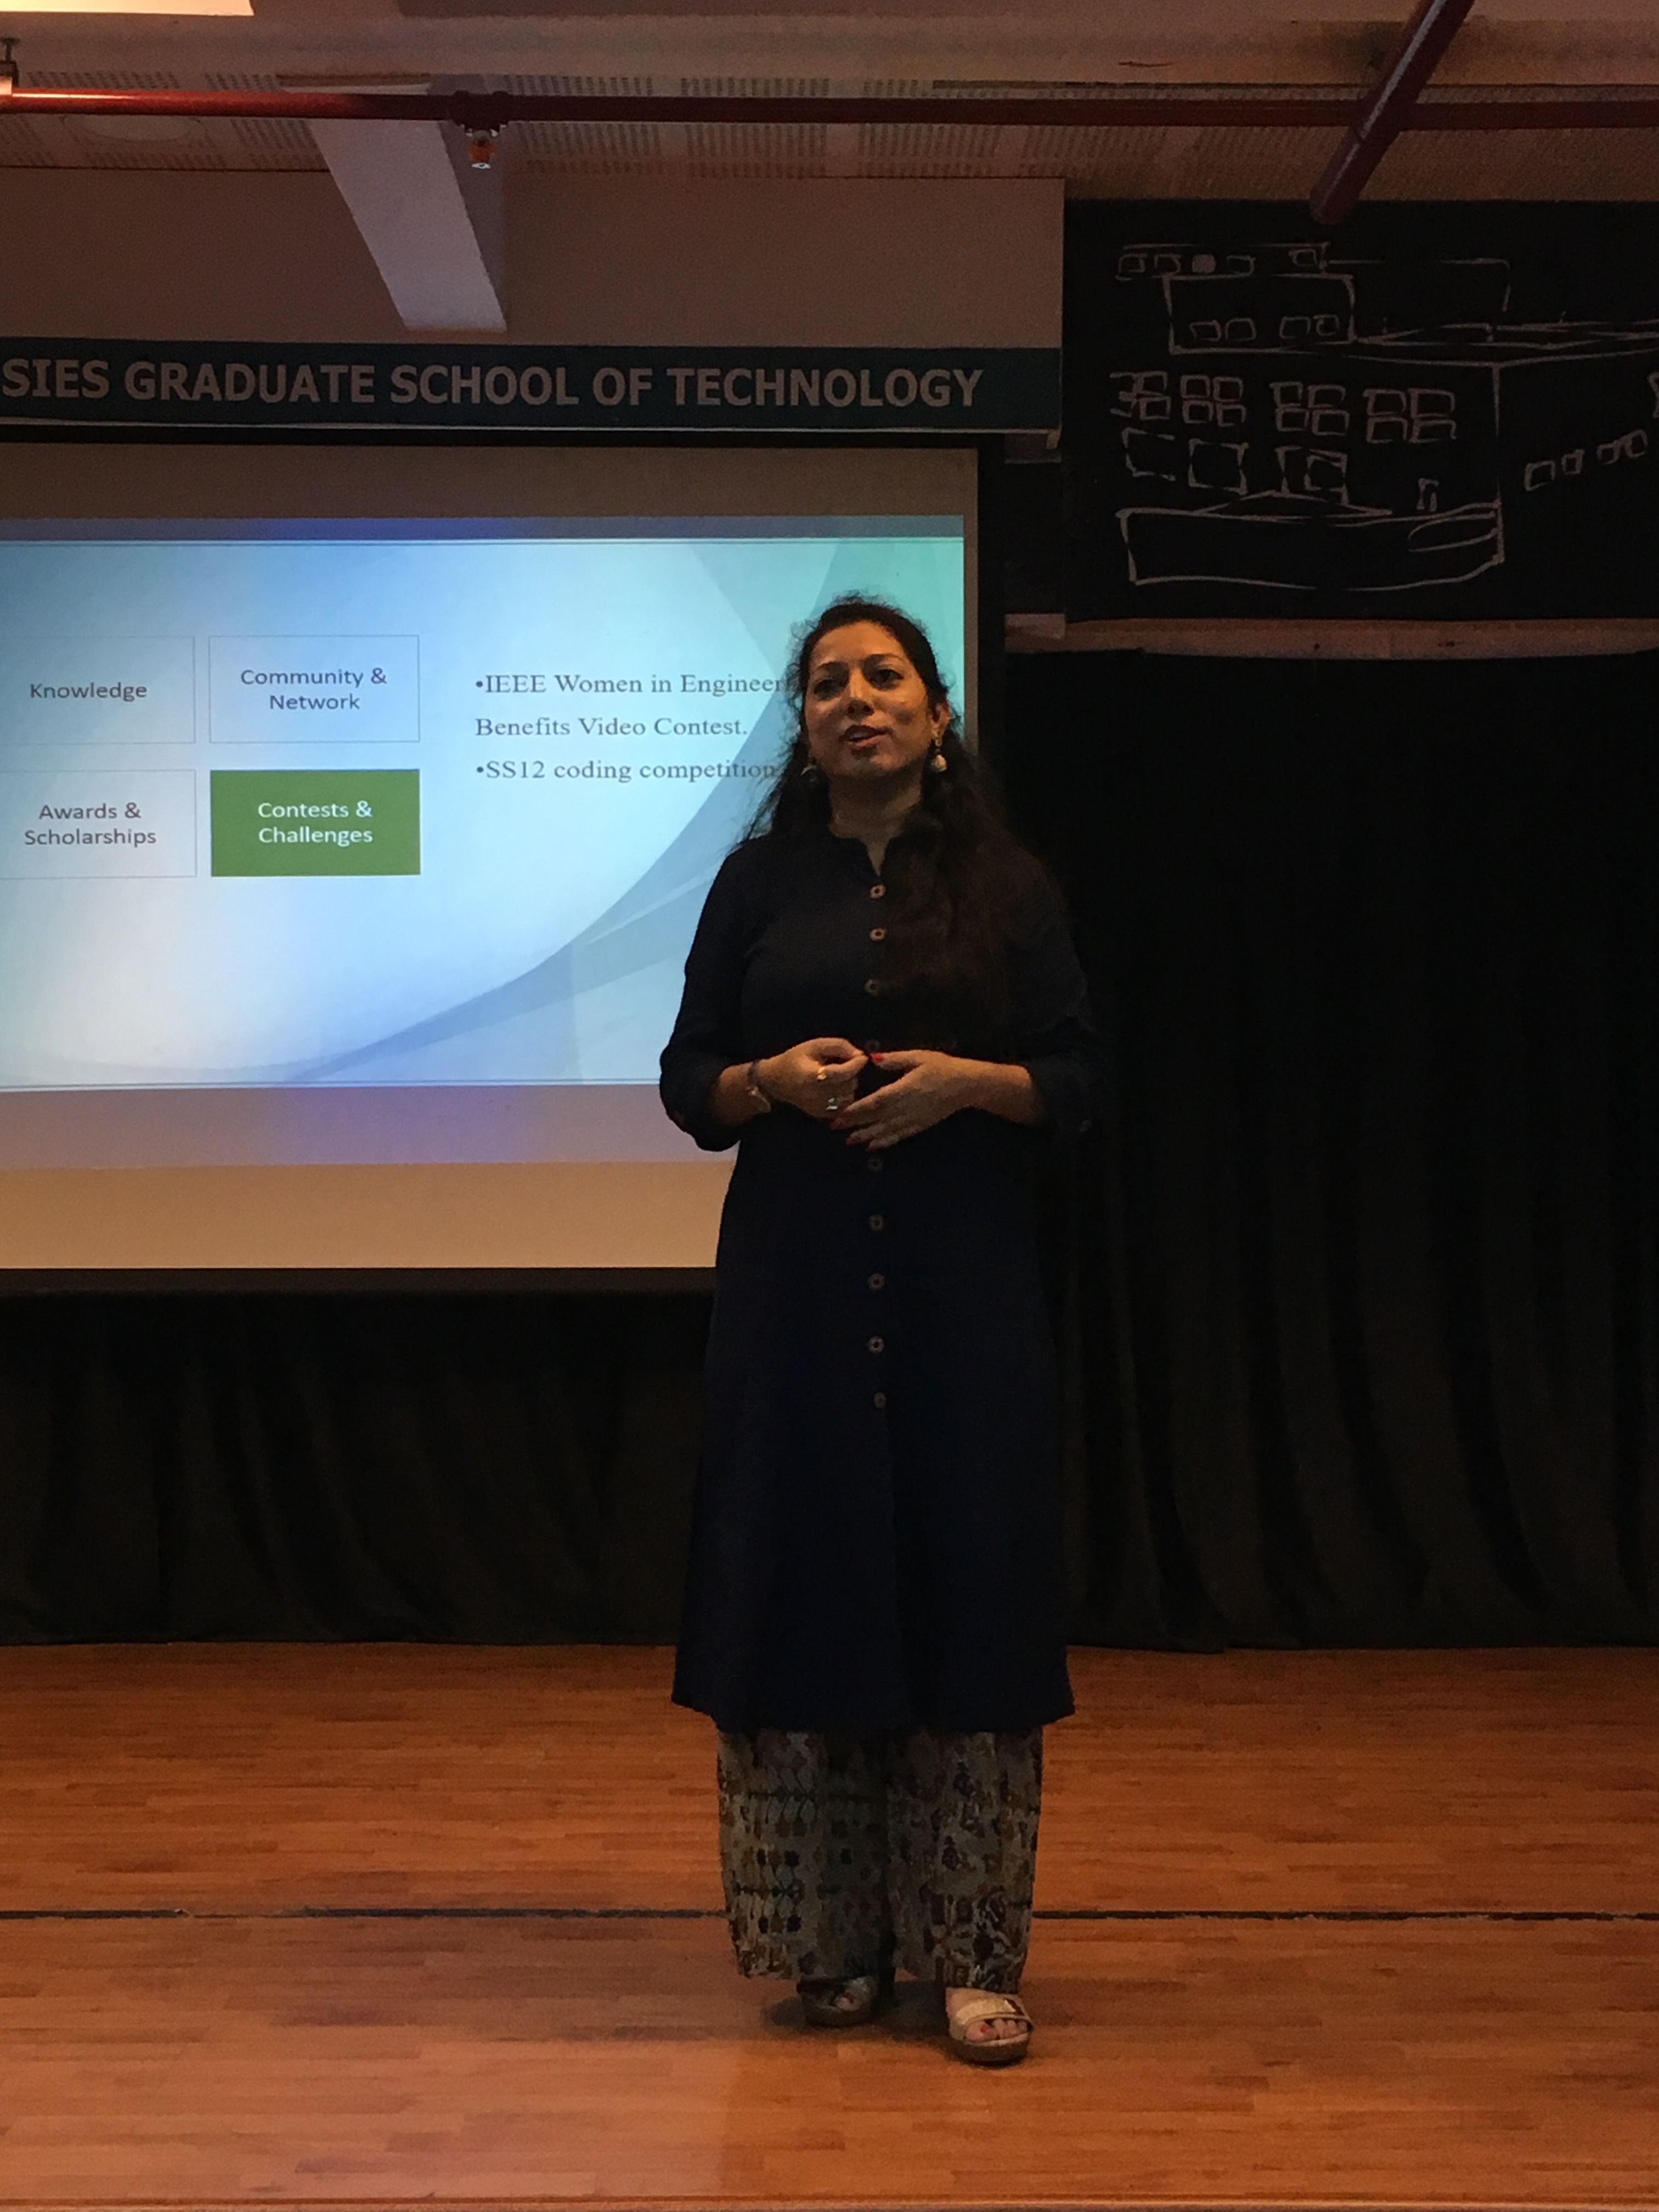 SIES GRADUATE SCHOOL OF TECHNOLOGY
Knowledge
Community &
Network
Awards &
Scholarships
Contests &
Challenges
•IEEE Women in Engineer
Benefits Video Contest.
•SS12 coding competition